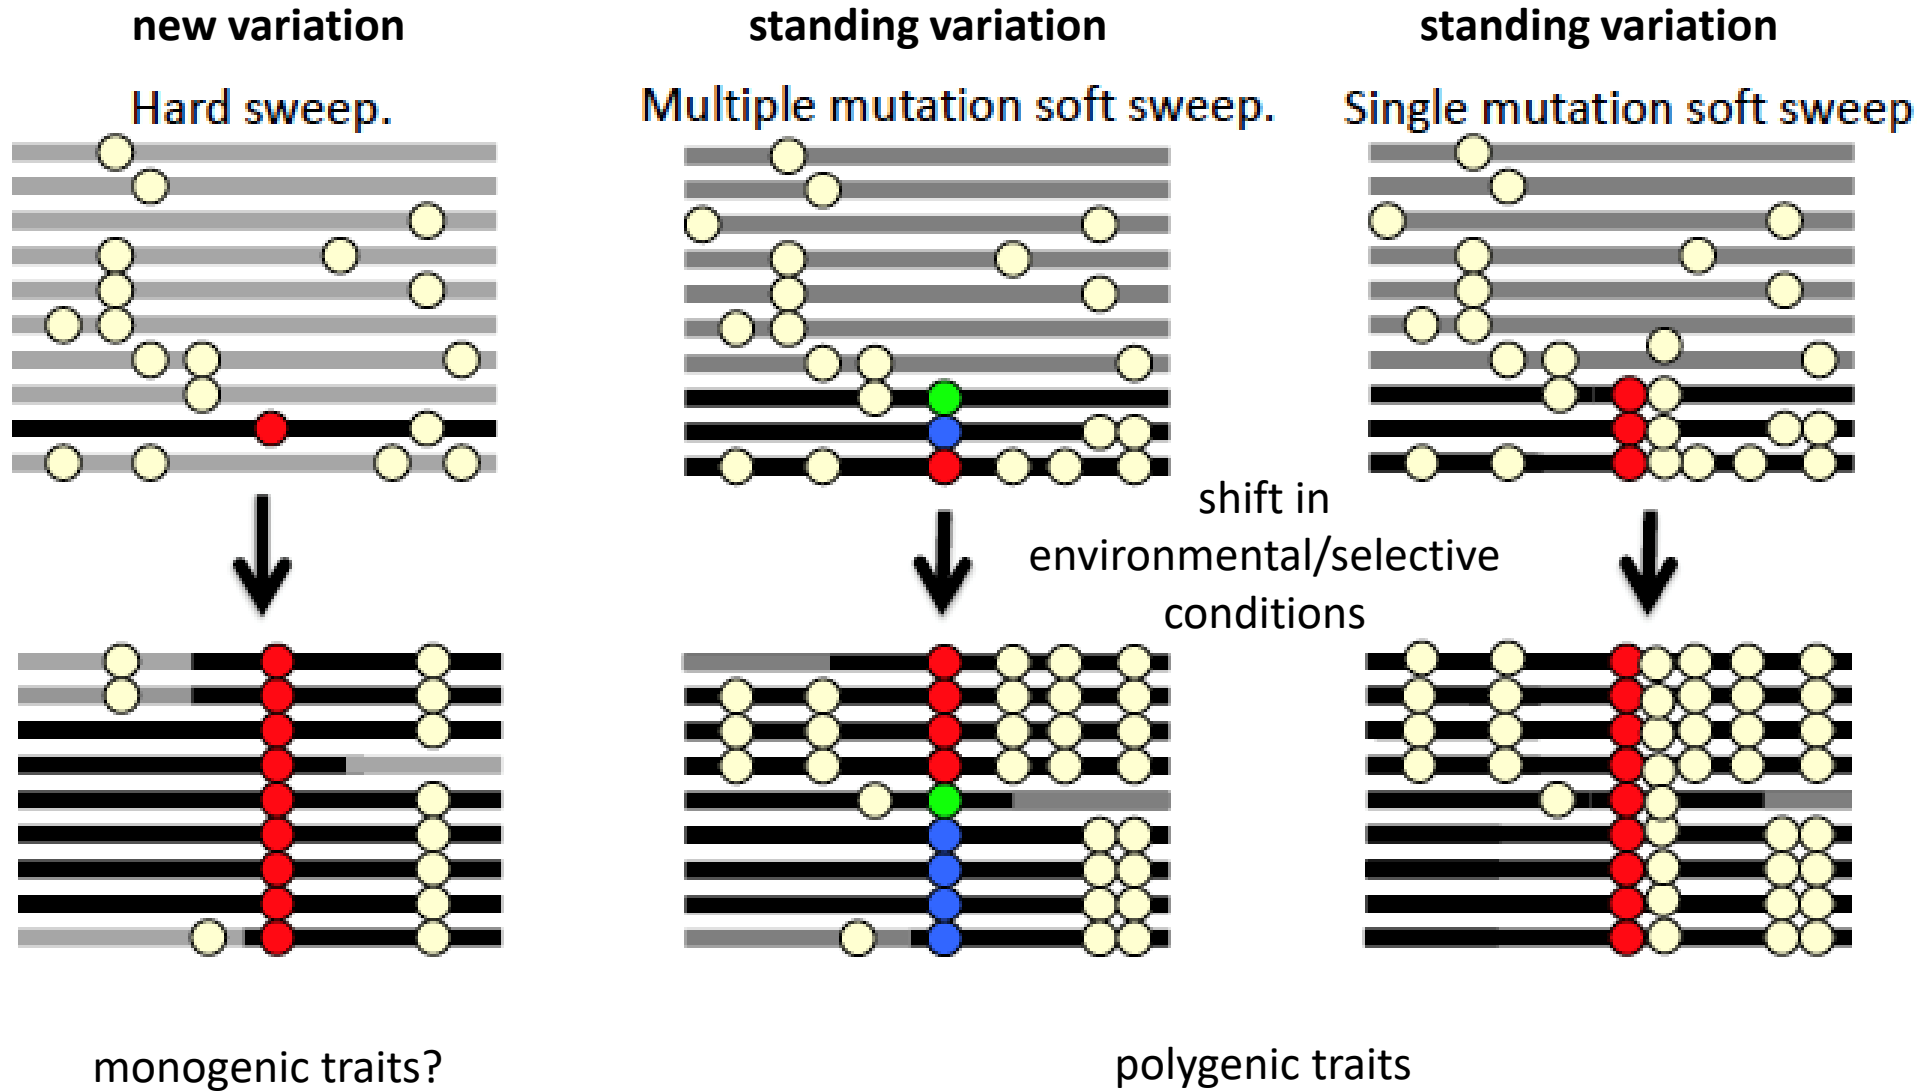 new variation
standing variation
standing variation
Hard sweep.
Multiple mutation soft sweep.
Single mutation soft sweep
shift in
environmental/selective
conditions
monogenic traits?
polygenic traits